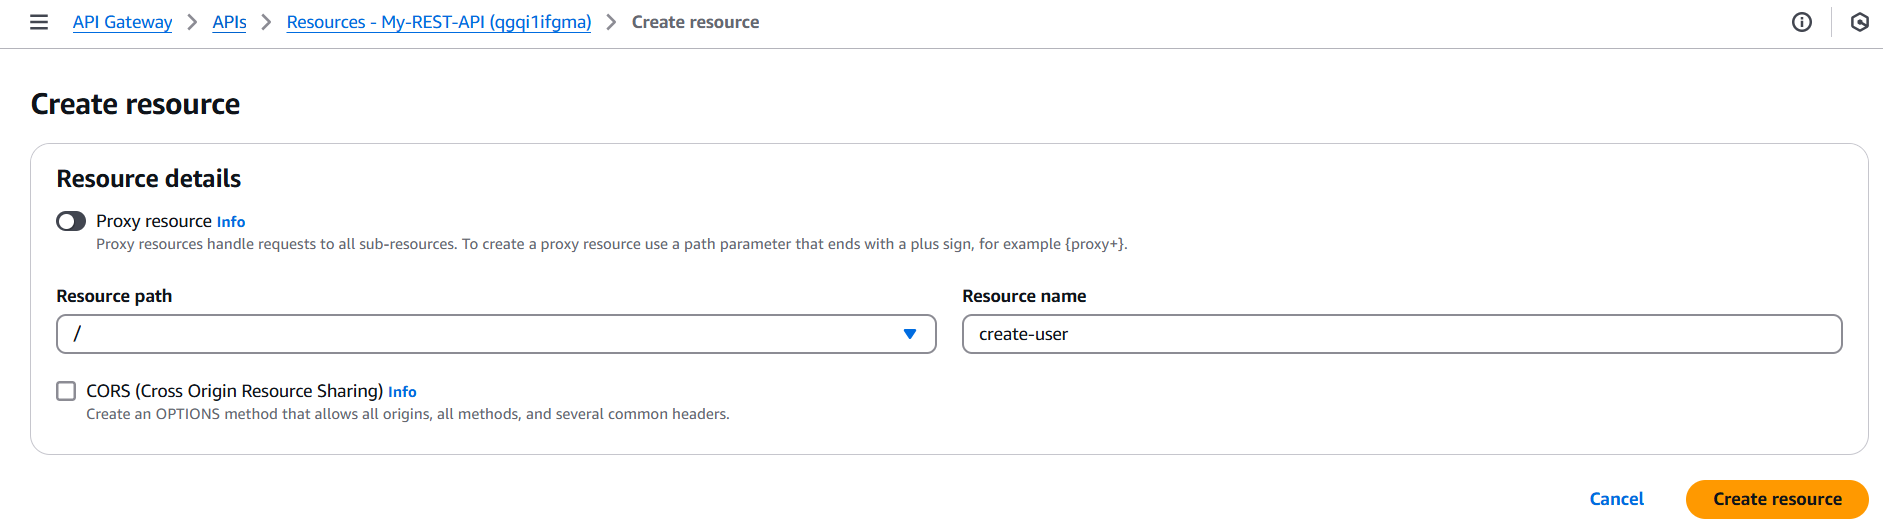 API Gateway > APIs > Resources - My-REST-API (qgqi1ifgma) > Create resource
Create resource
Resource details
Proxy resource Info
Proxy resources handle requests to all sub-resources. To create a proxy resource use a path parameter that ends with a plus sign, for example {proxy+}.
Resource path
/
Resource name
create-user
CORS (Cross Origin Resource Sharing) Info
Create an OPTIONS method that allows all origins, all methods, and several common headers.
Cancel
Create resource